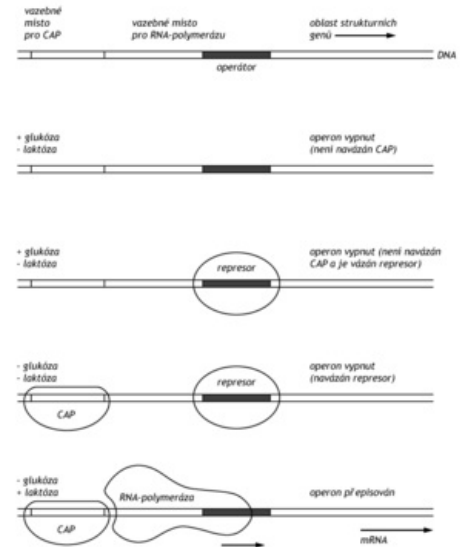 vazebné
místo
pro CAP
vazebné místo
pro RNA-polymerázu
oblast strukturních
genů
DNA
operátor
+ glukóza
- laktóza
operon vypnut
(není navázán CAP)
+ glukóza
- laktóza
represor
operon vypnut (není navázán
CAP a je vázán represor)
- glukóza
- laktóza
CAP
represor
operon vypnut
(navázán represor)
- glukóza
+ laktóza
CAP
RNA-polymeráza
operon přepisován
mRNA